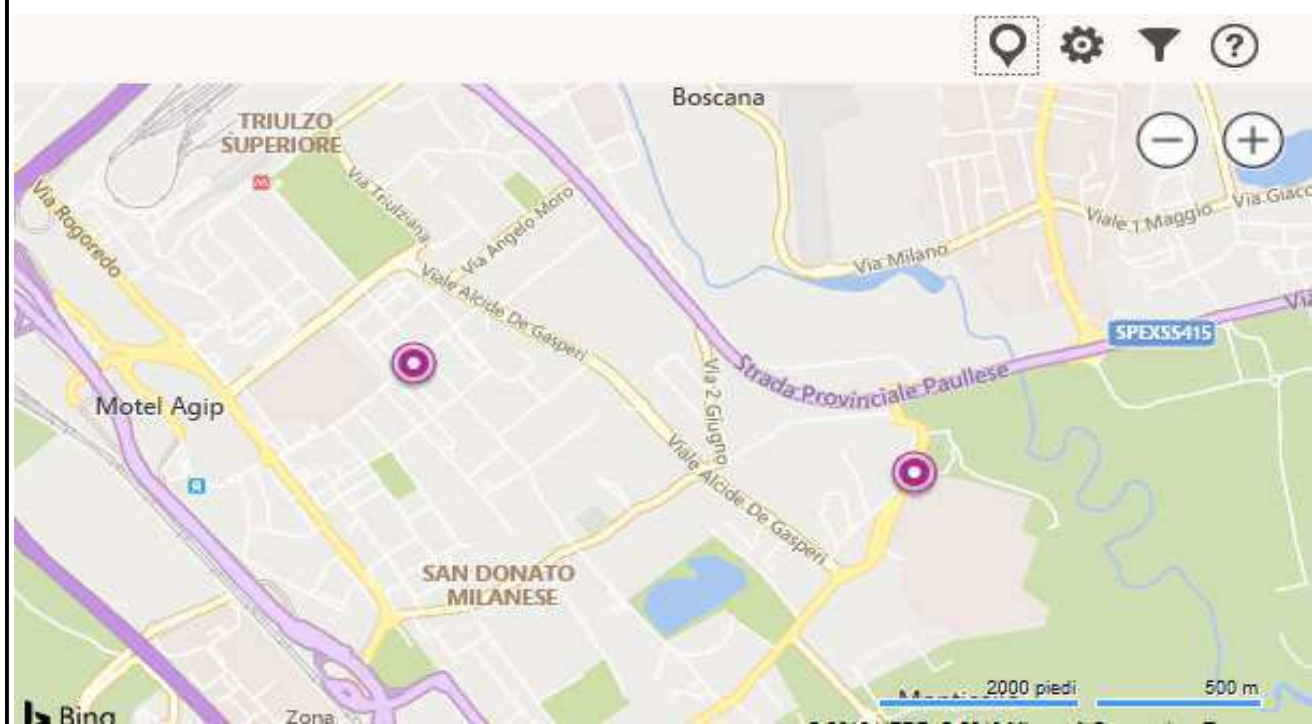 ?
Boscana
TRIULZO
SUPERIORE
M
Via Rogoredo
Via Triulziana
Via Angelo Moro
Viale 1 Maggio
Via Giaco
Via Milano
Viale Alcide De Gasperi
SPEXSS415
Strada Provinciale Paullese
Via 2 Giugno
Motel Agip
Viale Alcide De Gasperi
SAN DONATO
MILANESE
2000 piedi
500 m
Bing
Zona